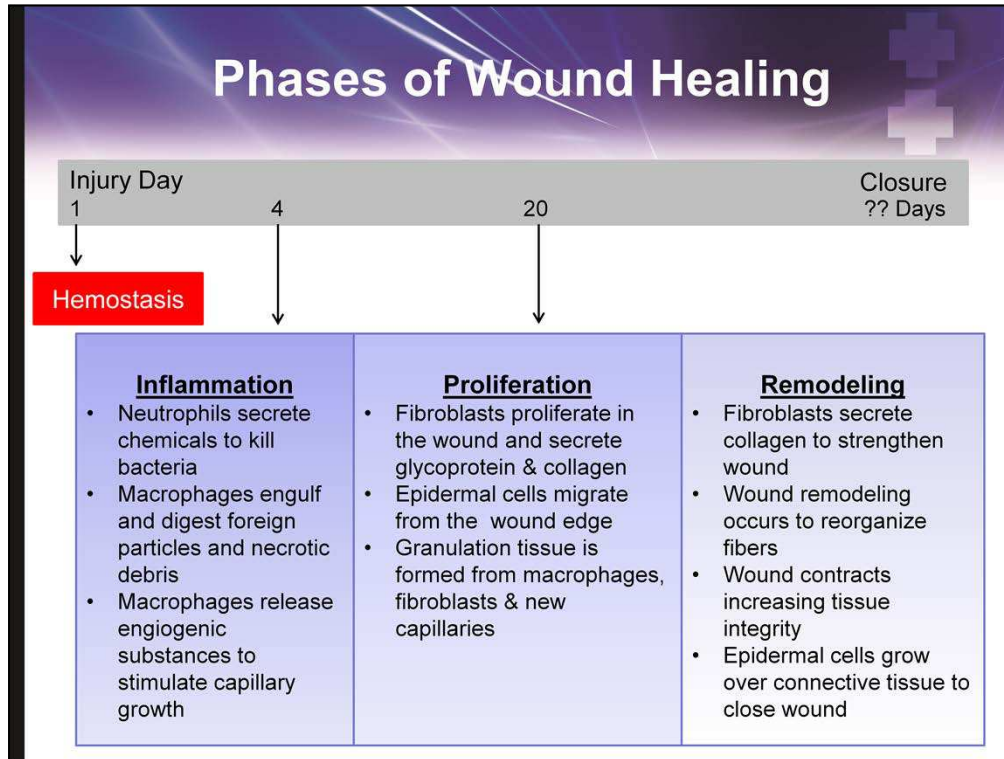 Phases of Wound Healing
Injury Day
Closure
1
4
20
?? Days
Hemostasis
Inflammation
• Neutrophils secrete
chemicals to kill
bacteria
• Macrophages engulf
and digest foreign
particles and necrotic
debris
• Macrophages release
engiogenic
substances to
stimulate capillary
growth
Proliferation
• Fibroblasts proliferate in
the wound and secrete
glycoprotein & collagen
• Epidermal cells migrate
from the wound edge
• Granulation tissue is
formed from macrophages,
fibroblasts & new
capillaries
Remodeling
• Fibroblasts secrete
collagen to strengthen
wound
• Wound remodeling
occurs to reorganize
fibers
• Wound contracts
increasing tissue
integrity
• Epidermal cells grow
over connective tissue to
close wound